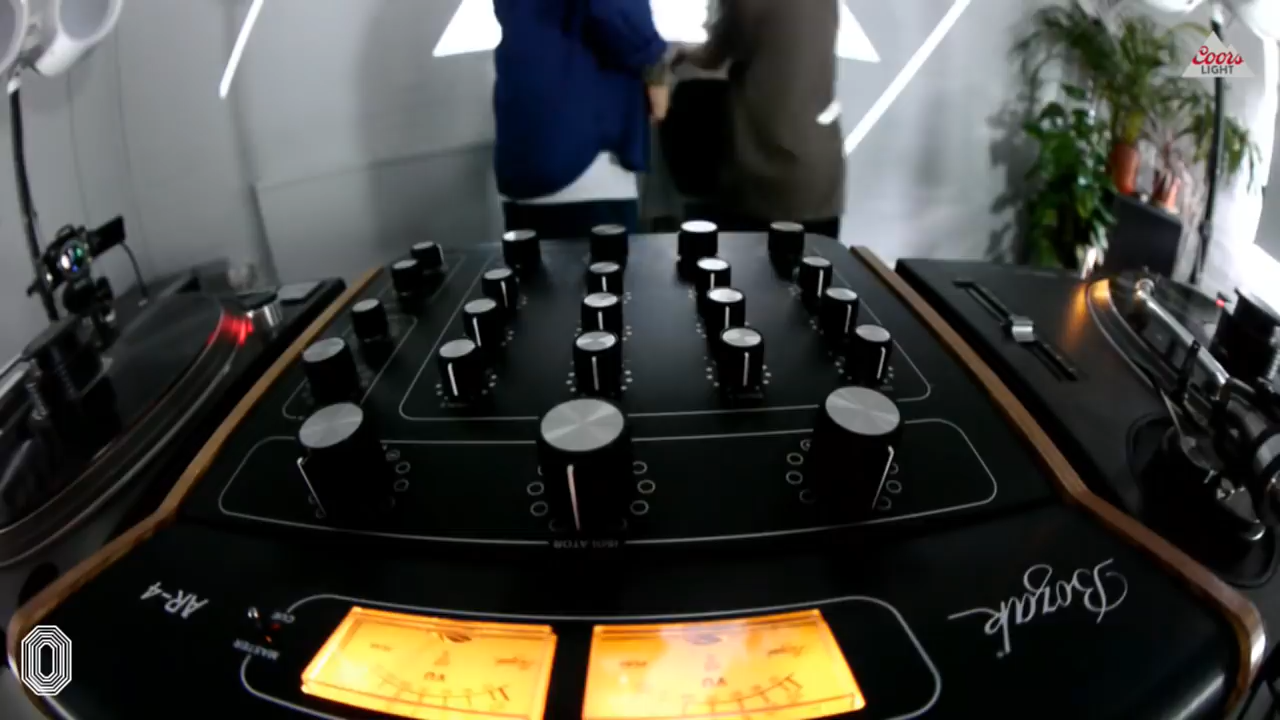 Coors
LIGHT
ISOLATOR
AR-4
Bozak
CUE
MASTER
VU
VU